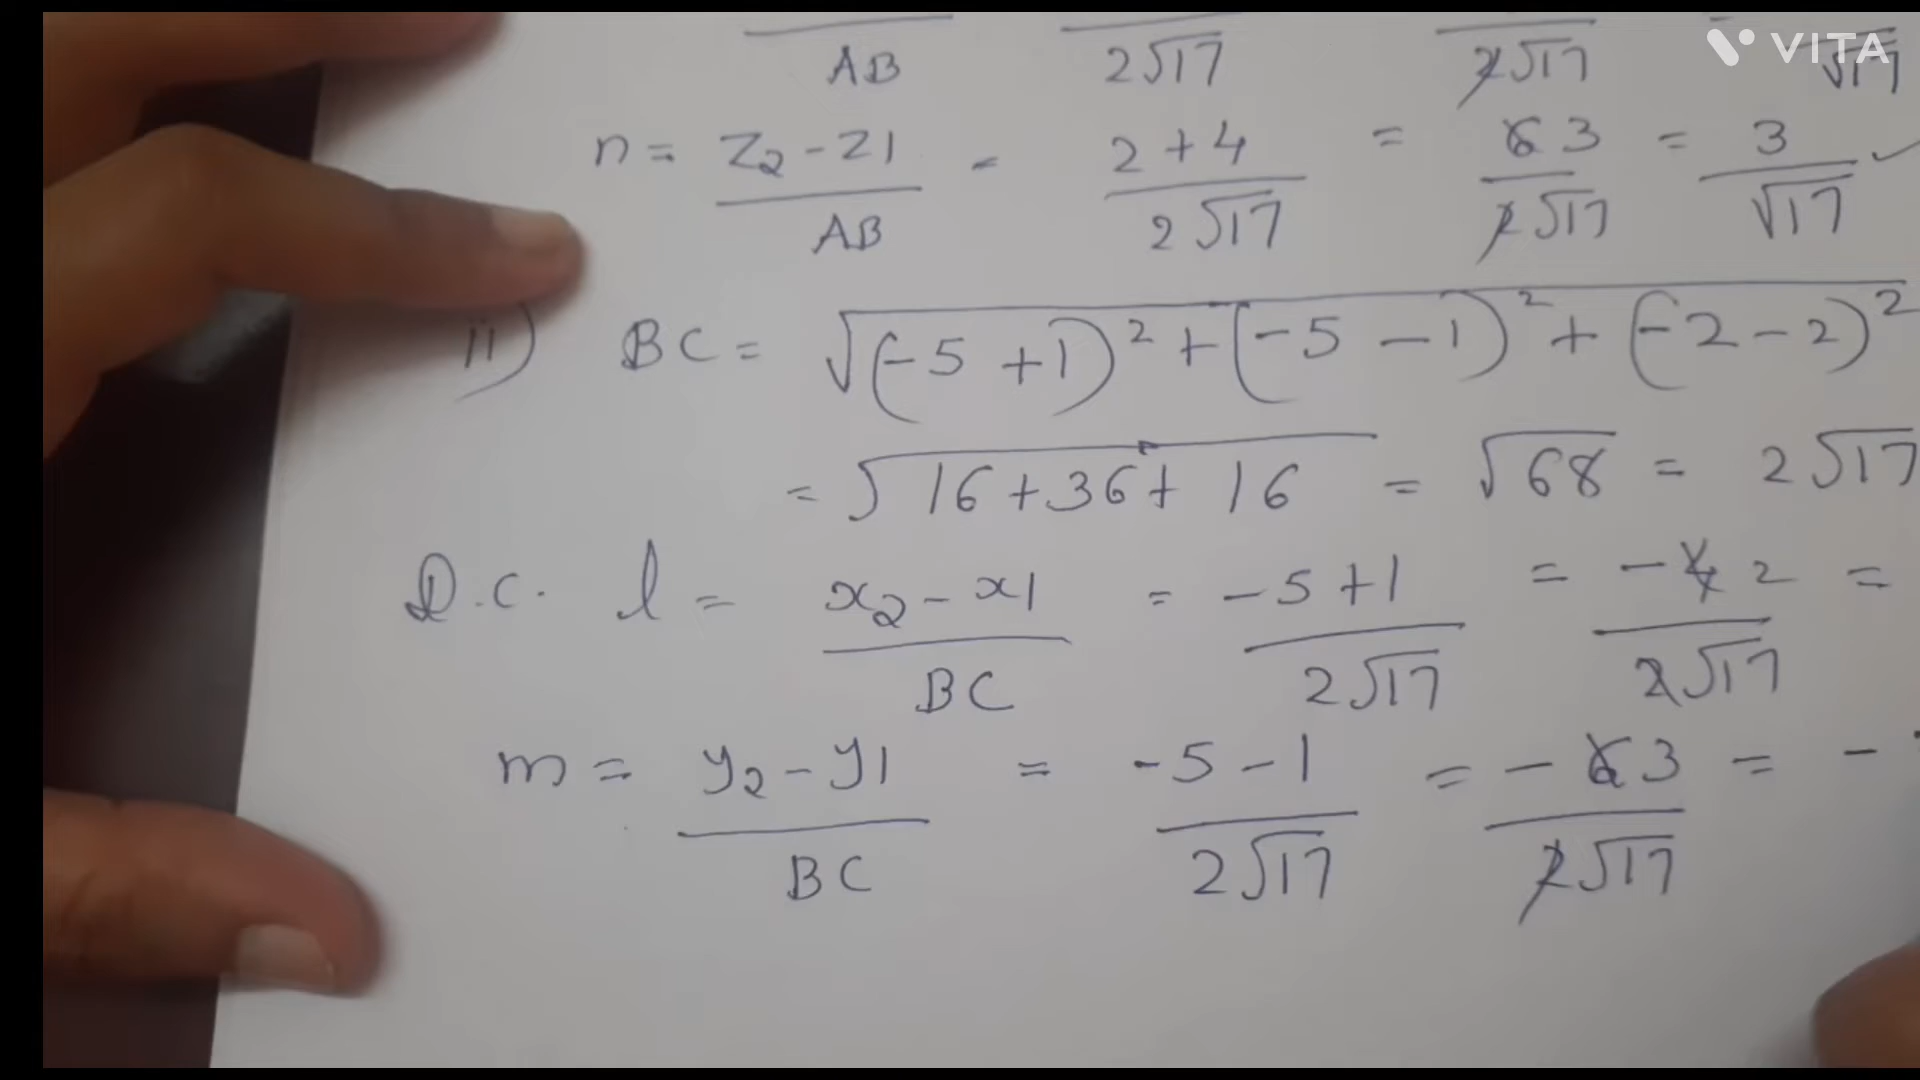 AB 2√17 2√17 √17
VITA
n = z2 - z1 / AB - 2 + 4 / 2√17 = 6 3 / 2√17 = 3 / √17 ✓
ii) BC = √(-5 + 1)² + (-5 - 1)² + (-2 - 2)²
= √16 + 36 + 16 = √68 = 2√17
D.C. l = x2 - x1 / BC = -5 + 1 / 2√17 = -4 2 / 2√17 =
m = y2 - y1 / BC = -5 - 1 / 2√17 = -6 3 / 2√17 = -